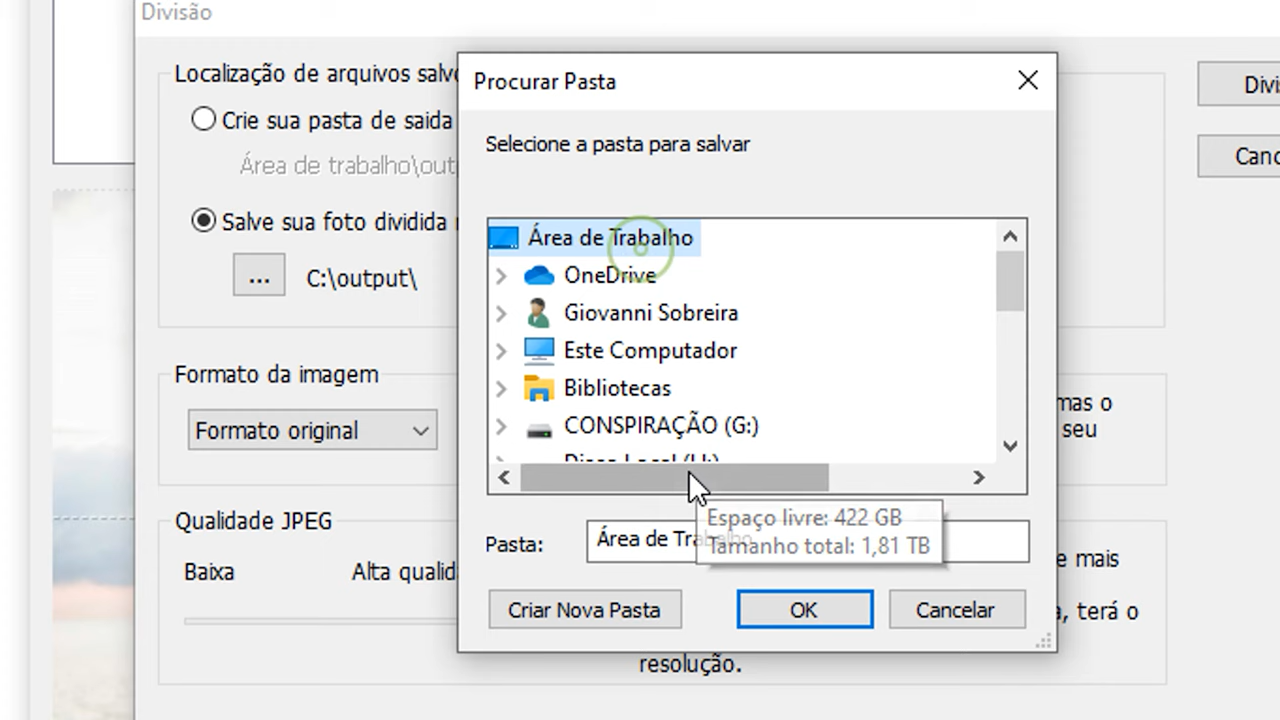 Divisão
Localização de arquivos salv
Crie sua pasta de saida
Área de trabalho\out
Salve sua foto dividida
... C:\output\
Formato da imagem
Formato original
Qualidade JPEG
Baixa
Alta qualid
Procurar Pasta
Selecione a pasta para salvar
Área de Trabalho
OneDrive
Giovanni Sobreira
Este Computador
Bibliotecas
CONSPIRAÇÃO (G:)
Pasta:
Área de Trabalho
Espaço livre: 422 GB
Tamanho total: 1,81 TB
Criar Nova Pasta
OK
Cancelar
mas o
seu
e mais
a, terá o
resolução.
Divi
Canc